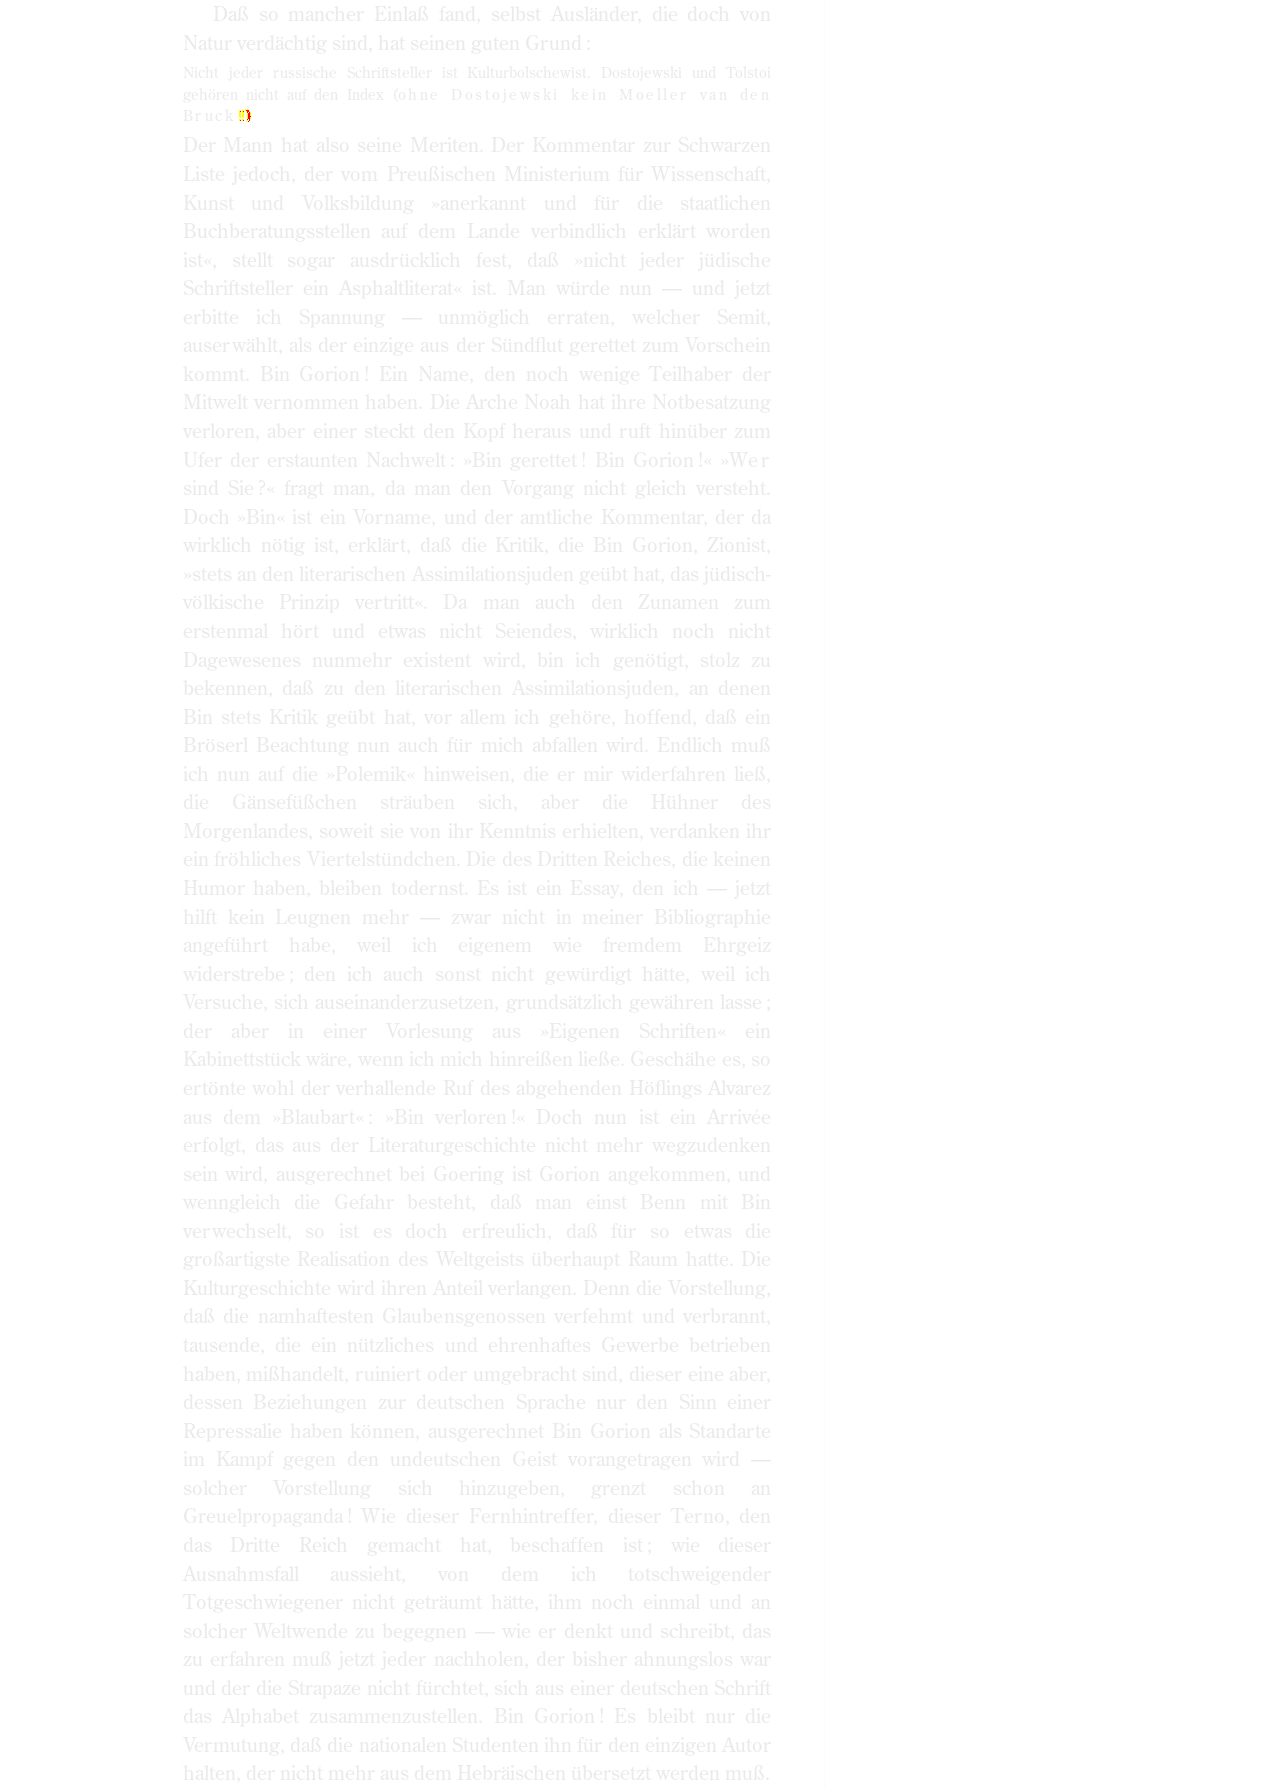 Daß so mancher Einlaß fand, selbst Ausländer, die doch von
Natur verdächtig sind, hat seinen guten Grund :
Nicht jeder russische Schriftsteller ist Kulturbolschewist. Dostojewski und Tolstoi
gehören nicht auf den Index (ohne Dostojewski kein Moeller van den
Bruck !)
Der Mann hat also seine Meriten. Der Kommentar zur Schwarzen
Liste jedoch, der vom Preußischen Ministerium für Wissenschaft,
Kunst und Volksbildung »anerkannt und für die staatlichen
Buchberatungsstellen auf dem Lande verbindlich erklärt worden
ist«, stellt sogar ausdrücklich fest, daß »nicht jeder jüdische
Schriftsteller ein Asphaltliterat« ist. Man würde nun — und jetzt
erbitte ich Spannung — unmöglich erraten, welcher Semit,
auserwählt, als der einzige aus der Sündflut gerettet zum Vorschein
kommt. Bin Gorion ! Ein Name, den noch wenige Teilhaber der
Mitwelt vernommen haben. Die Arche Noah hat ihre Notbesatzung
verloren, aber einer steckt den Kopf heraus und ruft hinüber zum
Ufer der erstaunten Nachwelt : »Bin gerettet ! Bin Gorion !« »Wer
sind Sie ?« fragt man, da man den Vorgang nicht gleich versteht.
Doch »Bin« ist ein Vorname, und der amtliche Kommentar, der da
wirklich nötig ist, erklärt, daß die Kritik, die Bin Gorion, Zionist,
»stets an den literarischen Assimilationsjuden geübt hat, das jüdisch-
völkische Prinzip vertritt«. Da man auch den Zunamen zum
erstenmal hört und etwas nicht Seiendes, wirklich noch nicht
Dagewesenes nunmehr existent wird, bin ich genötigt, stolz zu
bekennen, daß zu den literarischen Assimilationsjuden, an denen
Bin stets Kritik geübt hat, vor allem ich gehöre, hoffend, daß ein
Bröserl Beachtung nun auch für mich abfallen wird. Endlich muß
ich nun auf die »Polemik« hinweisen, die er mir widerfahren ließ,
die Gänsefüßchen sträuben sich, aber die Hühner des
Morgenlandes, soweit sie von ihr Kenntnis erhielten, verdanken ihr
ein fröhliches Viertelstündchen. Die des Dritten Reiches, die keinen
Humor haben, bleiben todernst. Es ist ein Essay, den ich — jetzt
hilft kein Leugnen mehr — zwar nicht in meiner Bibliographie
angeführt habe, weil ich eigenem wie fremdem Ehrgeiz
widerstrebe ; den ich auch sonst nicht gewürdigt hätte, weil ich
Versuche, sich auseinanderzusetzen, grundsätzlich gewähren lasse ;
der aber in einer Vorlesung aus »Eigenen Schriften« ein
Kabinettstück wäre, wenn ich mich hinreißen ließe. Geschähe es, so
ertönte wohl der verhallende Ruf des abgehenden Höflings Alvarez
aus dem »Blaubart« : »Bin verloren !« Doch nun ist ein Arrivée
erfolgt, das aus der Literaturgeschichte nicht mehr wegzudenken
sein wird, ausgerechnet bei Goering ist Gorion angekommen, und
wenngleich die Gefahr besteht, daß man einst Benn mit Bin
verwechselt, so ist es doch erfreulich, daß für so etwas die
großartigste Realisation des Weltgeists überhaupt Raum hatte. Die
Kulturgeschichte wird ihren Anteil verlangen. Denn die Vorstellung,
daß die namhaftesten Glaubensgenossen verfehmt und verbrannt,
tausende, die ein nützliches und ehrenhaftes Gewerbe betrieben
haben, mißhandelt, ruiniert oder umgebracht sind, dieser eine aber,
dessen Beziehungen zur deutschen Sprache nur den Sinn einer
Repressalie haben können, ausgerechnet Bin Gorion als Standarte
im Kampf gegen den undeutschen Geist vorangetragen wird —
solcher Vorstellung sich hinzugeben, grenzt schon an
Greuelpropaganda ! Wie dieser Fernhintreffer, dieser Terno, den
das Dritte Reich gemacht hat, beschaffen ist ; wie dieser
Ausnahmsfall aussieht, von dem ich totschweigender
Totgeschwiegener nicht geträumt hätte, ihm noch einmal und an
solcher Weltwende zu begegnen — wie er denkt und schreibt, das
zu erfahren muß jetzt jeder nachholen, der bisher ahnungslos war
und der die Strapaze nicht fürchtet, sich aus einer deutschen Schrift
das Alphabet zusammenzustellen. Bin Gorion ! Es bleibt nur die
Vermutung, daß die nationalen Studenten ihn für den einzigen Autor
halten, der nicht mehr aus dem Hebräischen übersetzt werden muß.